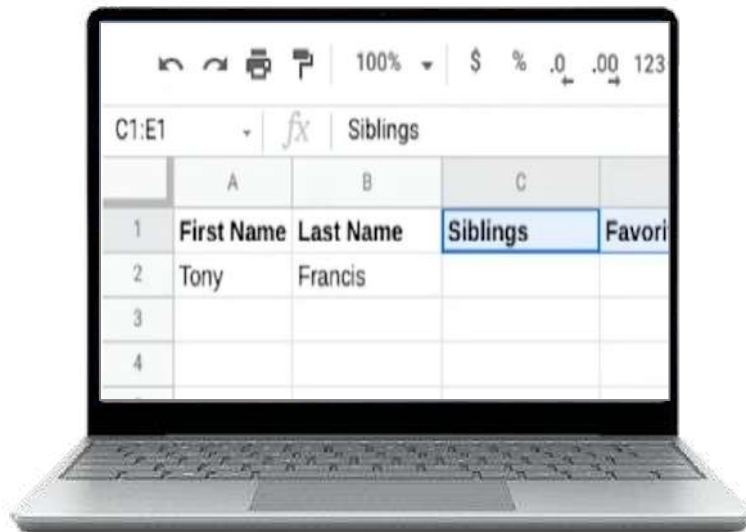 100% $ % .0 .00 123
C1:E1 fx Siblings
A B C
1 First Name Last Name Siblings Favori
2 Tony Francis
3
4